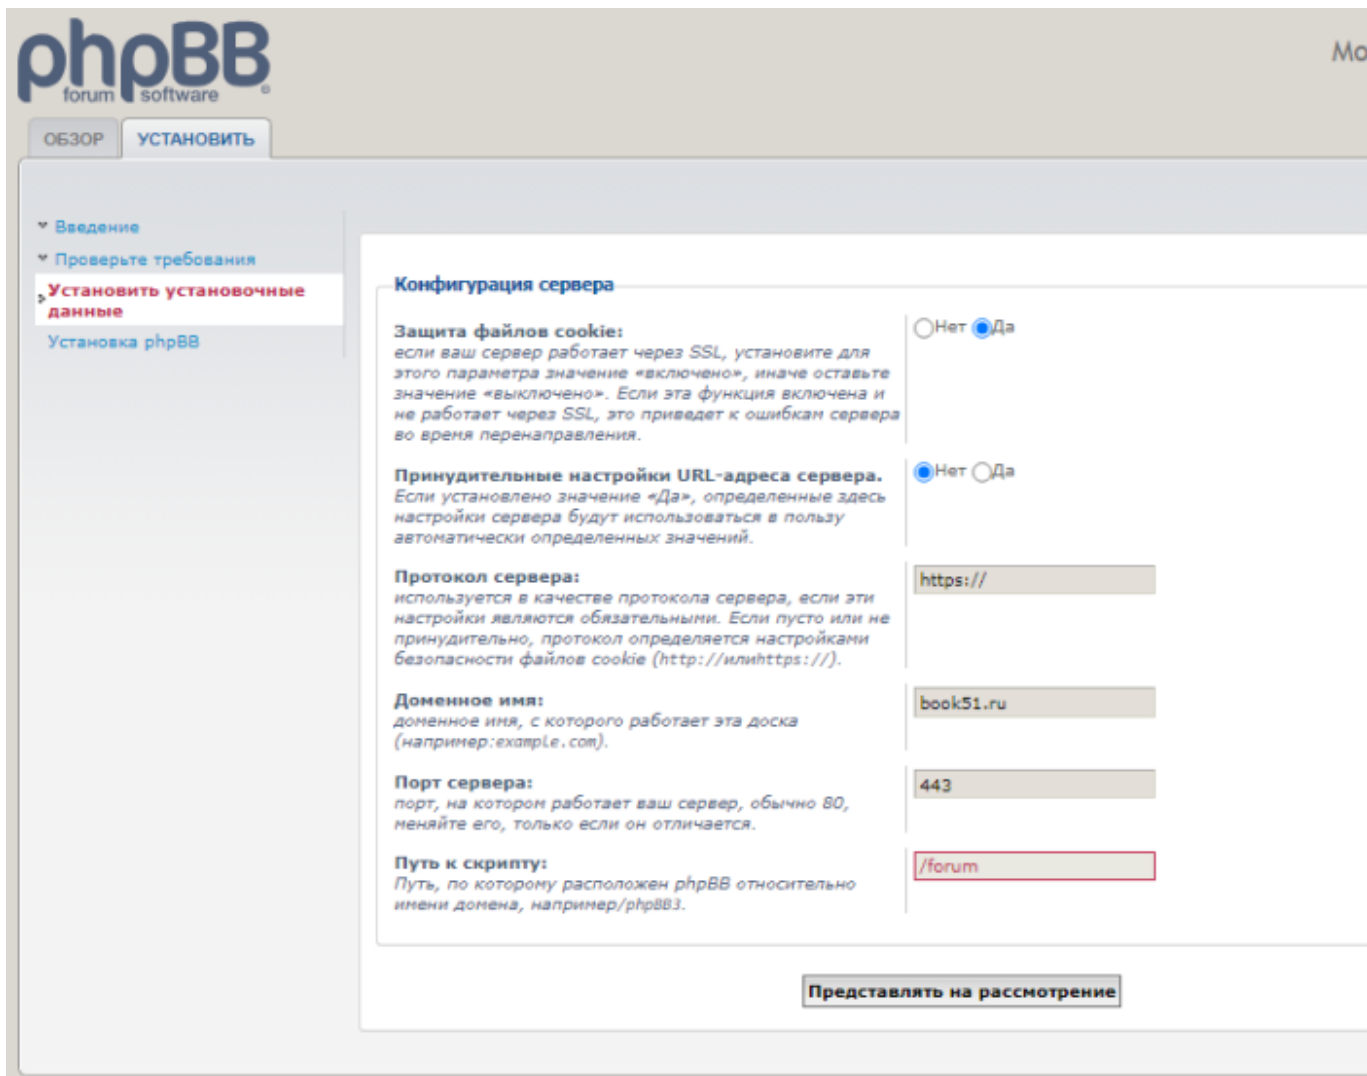 phpBB
forum software
Мо
ОБЗОР
УСТАНОВИТЬ
Введение
Проверьте требования
Установить установочные
данные
Установка phpBB
Конфигурация сервера
Защита файлов cookie:
если ваш сервер работает через SSL, установите для
этого параметра значение «включено», иначе оставьте
значение «выключено». Если эта функция включена и
не работает через SSL, это приведет к ошибкам сервера
во время перенаправления.
Нет Да
Принудительные настройки URL-адреса сервера.
Если установлено значение «Да», определенные здесь
настройки сервера будут использоваться в пользу
автоматически определенных значений.
Нет Да
Протокол сервера:
используется в качестве протокола сервера, если эти
настройки являются обязательными. Если пусто или не
принудительно, протокол определяется настройками
безопасности файлов cookie (http://илиhttps://).
https://
Доменное имя:
доменное имя, с которого работает эта доска
(например:example.com).
book51.ru
Порт сервера:
порт, на котором работает ваш сервер, обычно 80,
меняйте его, только если он отличается.
443
Путь к скрипту:
Путь, по которому расположен phpBB относительно
имени домена, например/phpBB3.
/forum
Представлять на рассмотрение